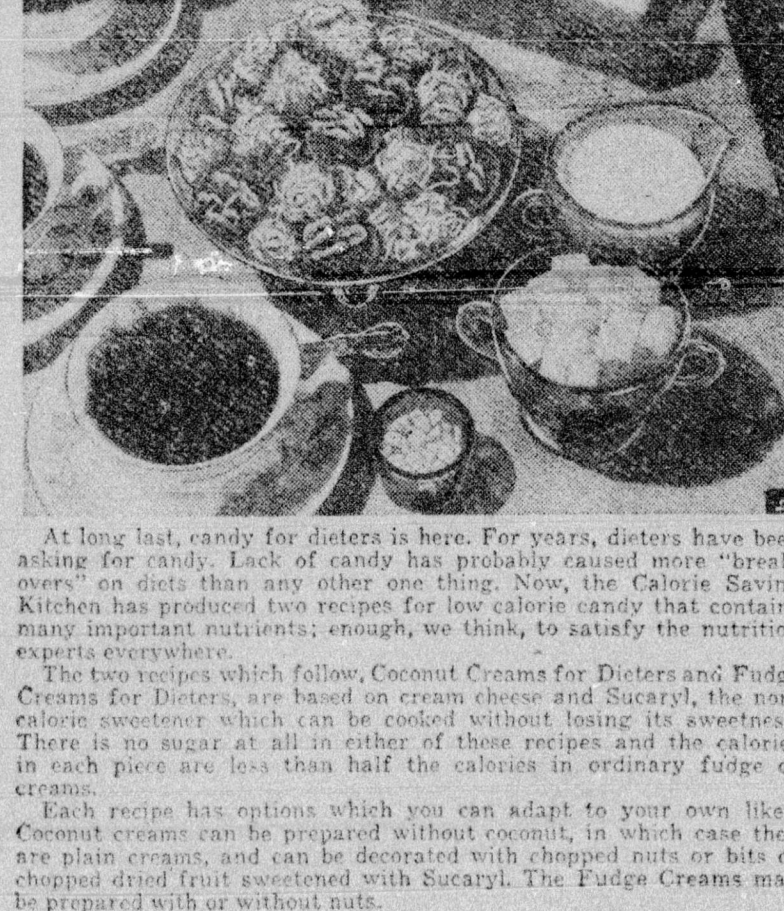 At long last, candy for dieters is here. For years, dieters have bee
asking for candy. Lack of candy has probably caused more "break
overs" on diets than any other one thing. Now, the Calorie Savin
Kitchen has produced two recipes for low calorie candy that contain
many important nutrients; enough, we think, to satisfy the nutritio
experts everywhere.
The two recipes which follow, Coconut Creams for Dieters and Fudg
Creams for Dieters, are based on cream cheese and Sucaryl, the non
caloric sweetener which can be cooked without losing its sweetnes
There is no sugar at all in either of these recipes and the calorie
in each piece are less than half the calories in ordinary fudge o
creams.
Each recipe has options which you can adapt to your own like
Coconut creams can be prepared without coconut, in which case the
are plain creams, and can be decorated with chopped nuts or bits o
chopped dried fruit sweetened with Sucaryl. The Fudge Creams ma
be prepared with or without nuts.